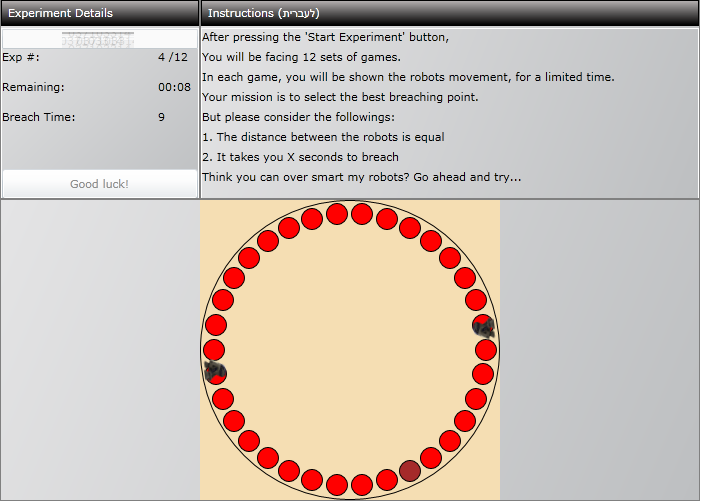 Experiment Details
Instructions (לעברית)
Exp #: 4 /12
Remaining: 00:08
Breach Time: 9
Good luck!
After pressing the 'Start Experiment' button,
You will be facing 12 sets of games.
In each game, you will be shown the robots movement, for a limited time.
Your mission is to select the best breaching point.
But please consider the followings:
1. The distance between the robots is equal
2. It takes you X seconds to breach
Think you can over smart my robots? Go ahead and try...